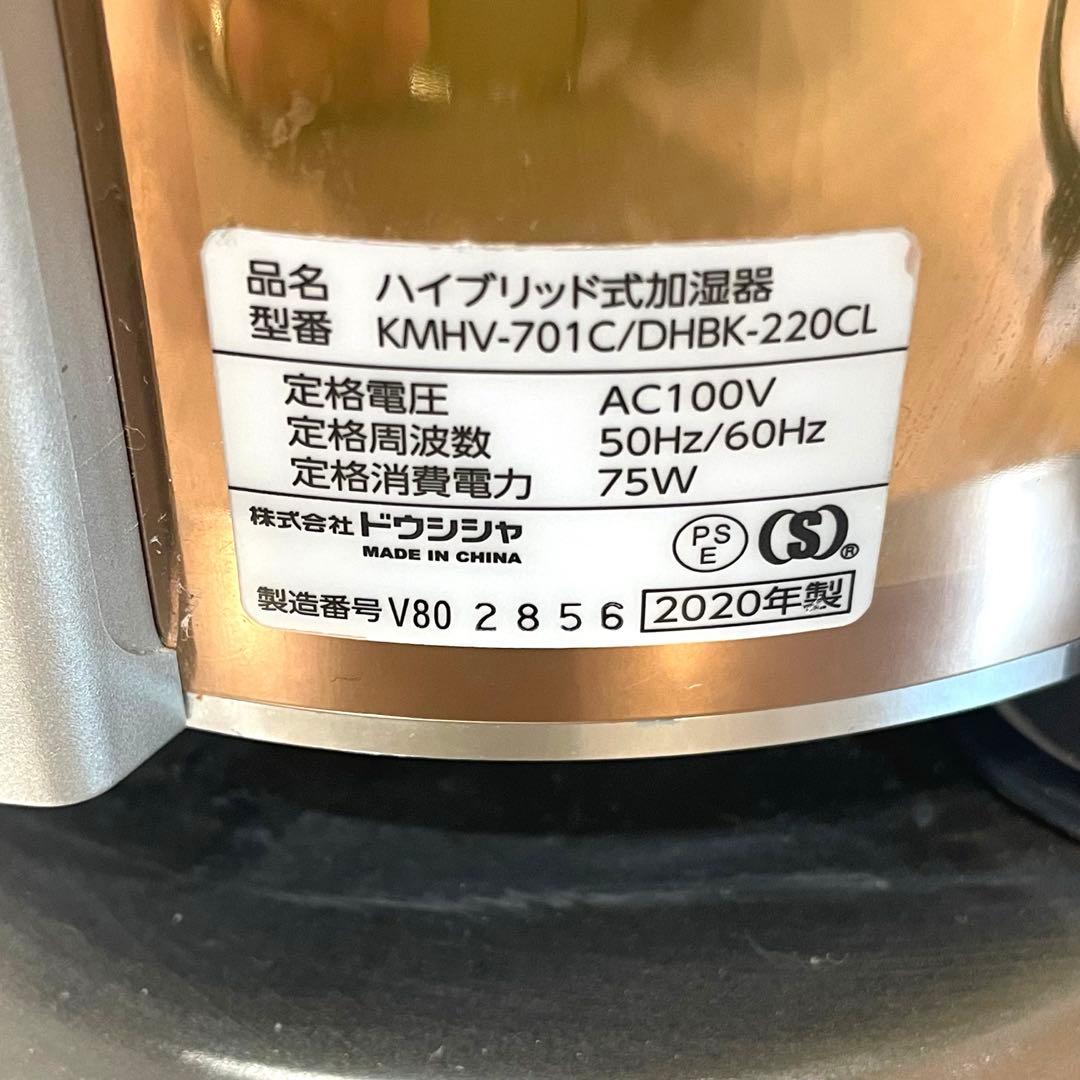 品名 ハイブリッド式加湿器
型番 KMHV-701C/DHBK-220CL
定格電圧 AC100V
定格周波数 50Hz/60Hz
定格消費電力 75W
株式会社ドウシシャ
MADE IN CHINA
PS
E
S®
製造番号 V80 2856 2020年製